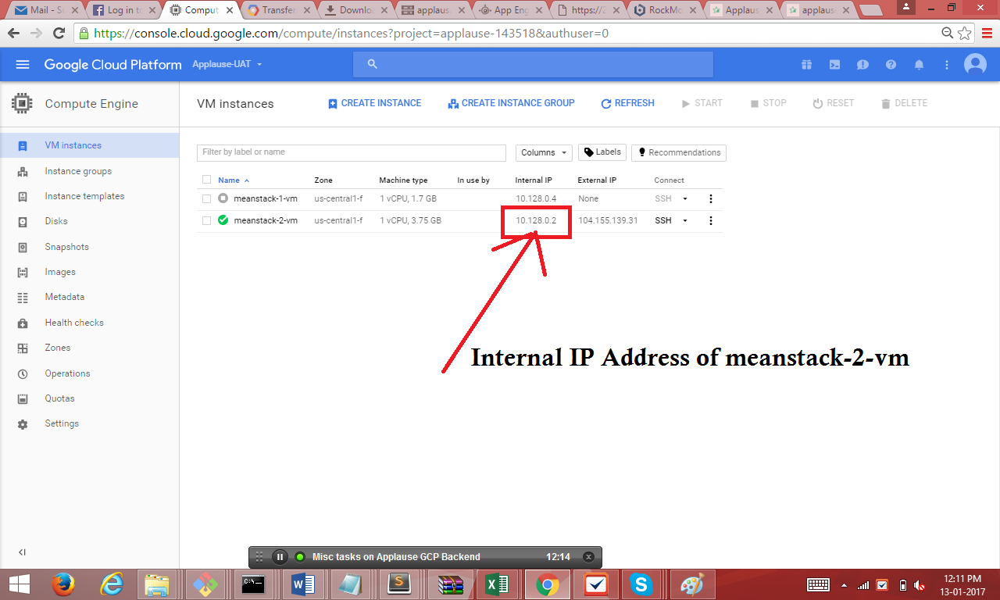 Mail - S
Log in to
Comput
Transfer
Downlo
applaus
App Eng
https://2
RockMo
Applaus
applaus
https://console.cloud.google.com/compute/instances?project=applause-143518&authuser=0
Google Cloud Platform
Applause-UAT
Compute Engine
VM instances
CREATE INSTANCE
CREATE INSTANCE GROUP
REFRESH
START
STOP
RESET
DELETE
VM instances
Instance groups
Instance templates
Disks
Snapshots
Images
Metadata
Health checks
Zones
Operations
Quotas
Settings
Filter by label or name
Columns
Labels
Recommendations
Name Zone Machine type In use by Internal IP External IP Connect
meanstack-1-vm us-central1-f 1 vCPU, 1.7 GB 10.128.0.4 None SSH
meanstack-2-vm us-central1-f 1 vCPU, 3.75 GB 10.128.0.2 104.155.139.31 SSH
Internal IP Address of meanstack-2-vm
Misc tasks on Applause GCP Backend 12:14
12:11 PM
13-01-2017